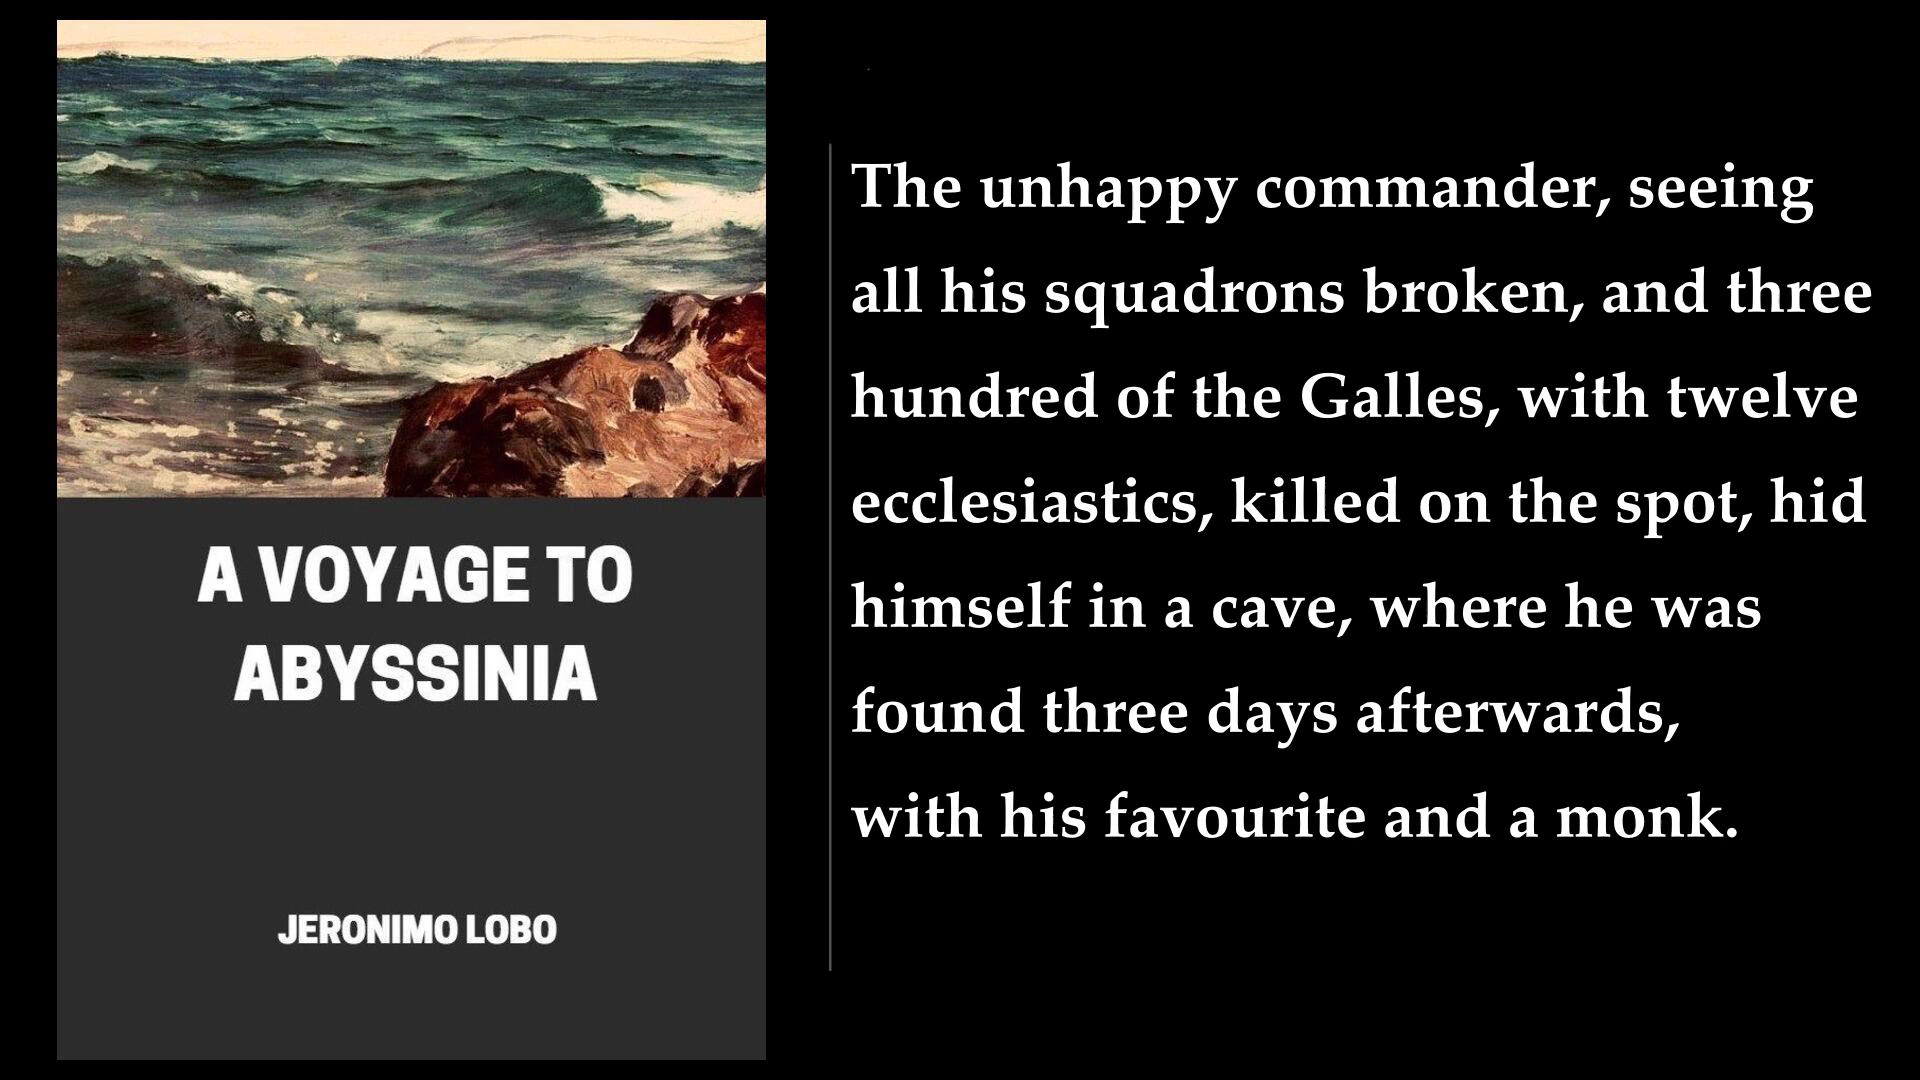 A VOYAGE TO
ABYSSINIA
JERONIMO LOBO
The unhappy commander, seeing
all his squadrons broken, and three
hundred of the Galles, with twelve
ecclesiastics, killed on the spot, hid
himself in a cave, where he was
found three days afterwards,
with his favourite and a monk.